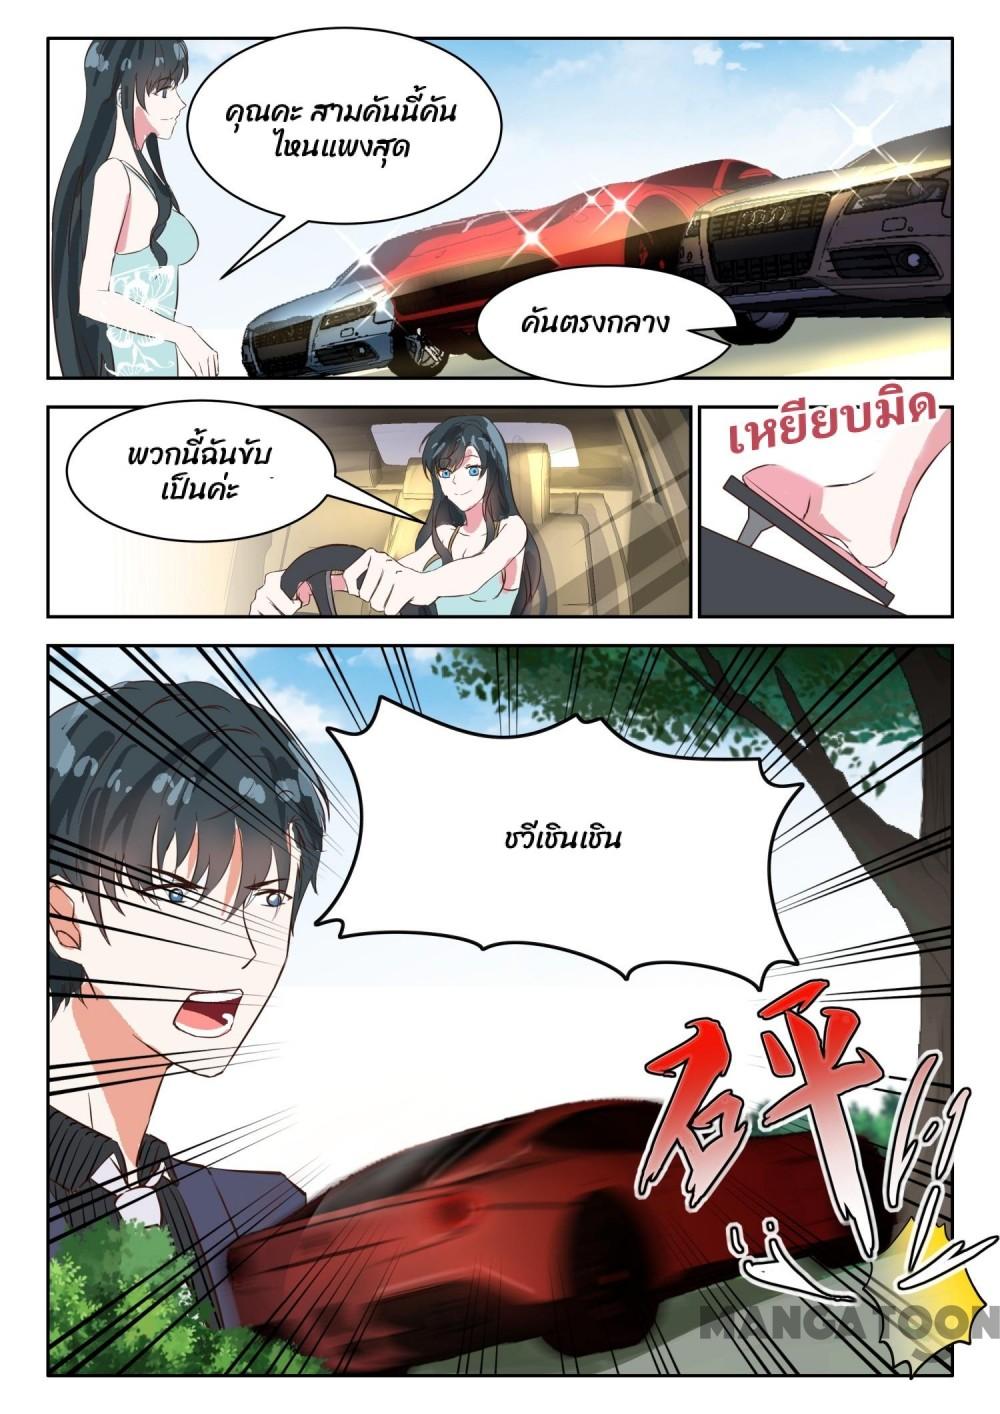 คุณคะ สามคันนี้คัน
ไหนแพงสุด
คันตรงกลาง
พวกนี้ฉันขับ
เป็นค่ะ
เหยียบมิด
ชวีเชินเชิน
砰
MANGATOON